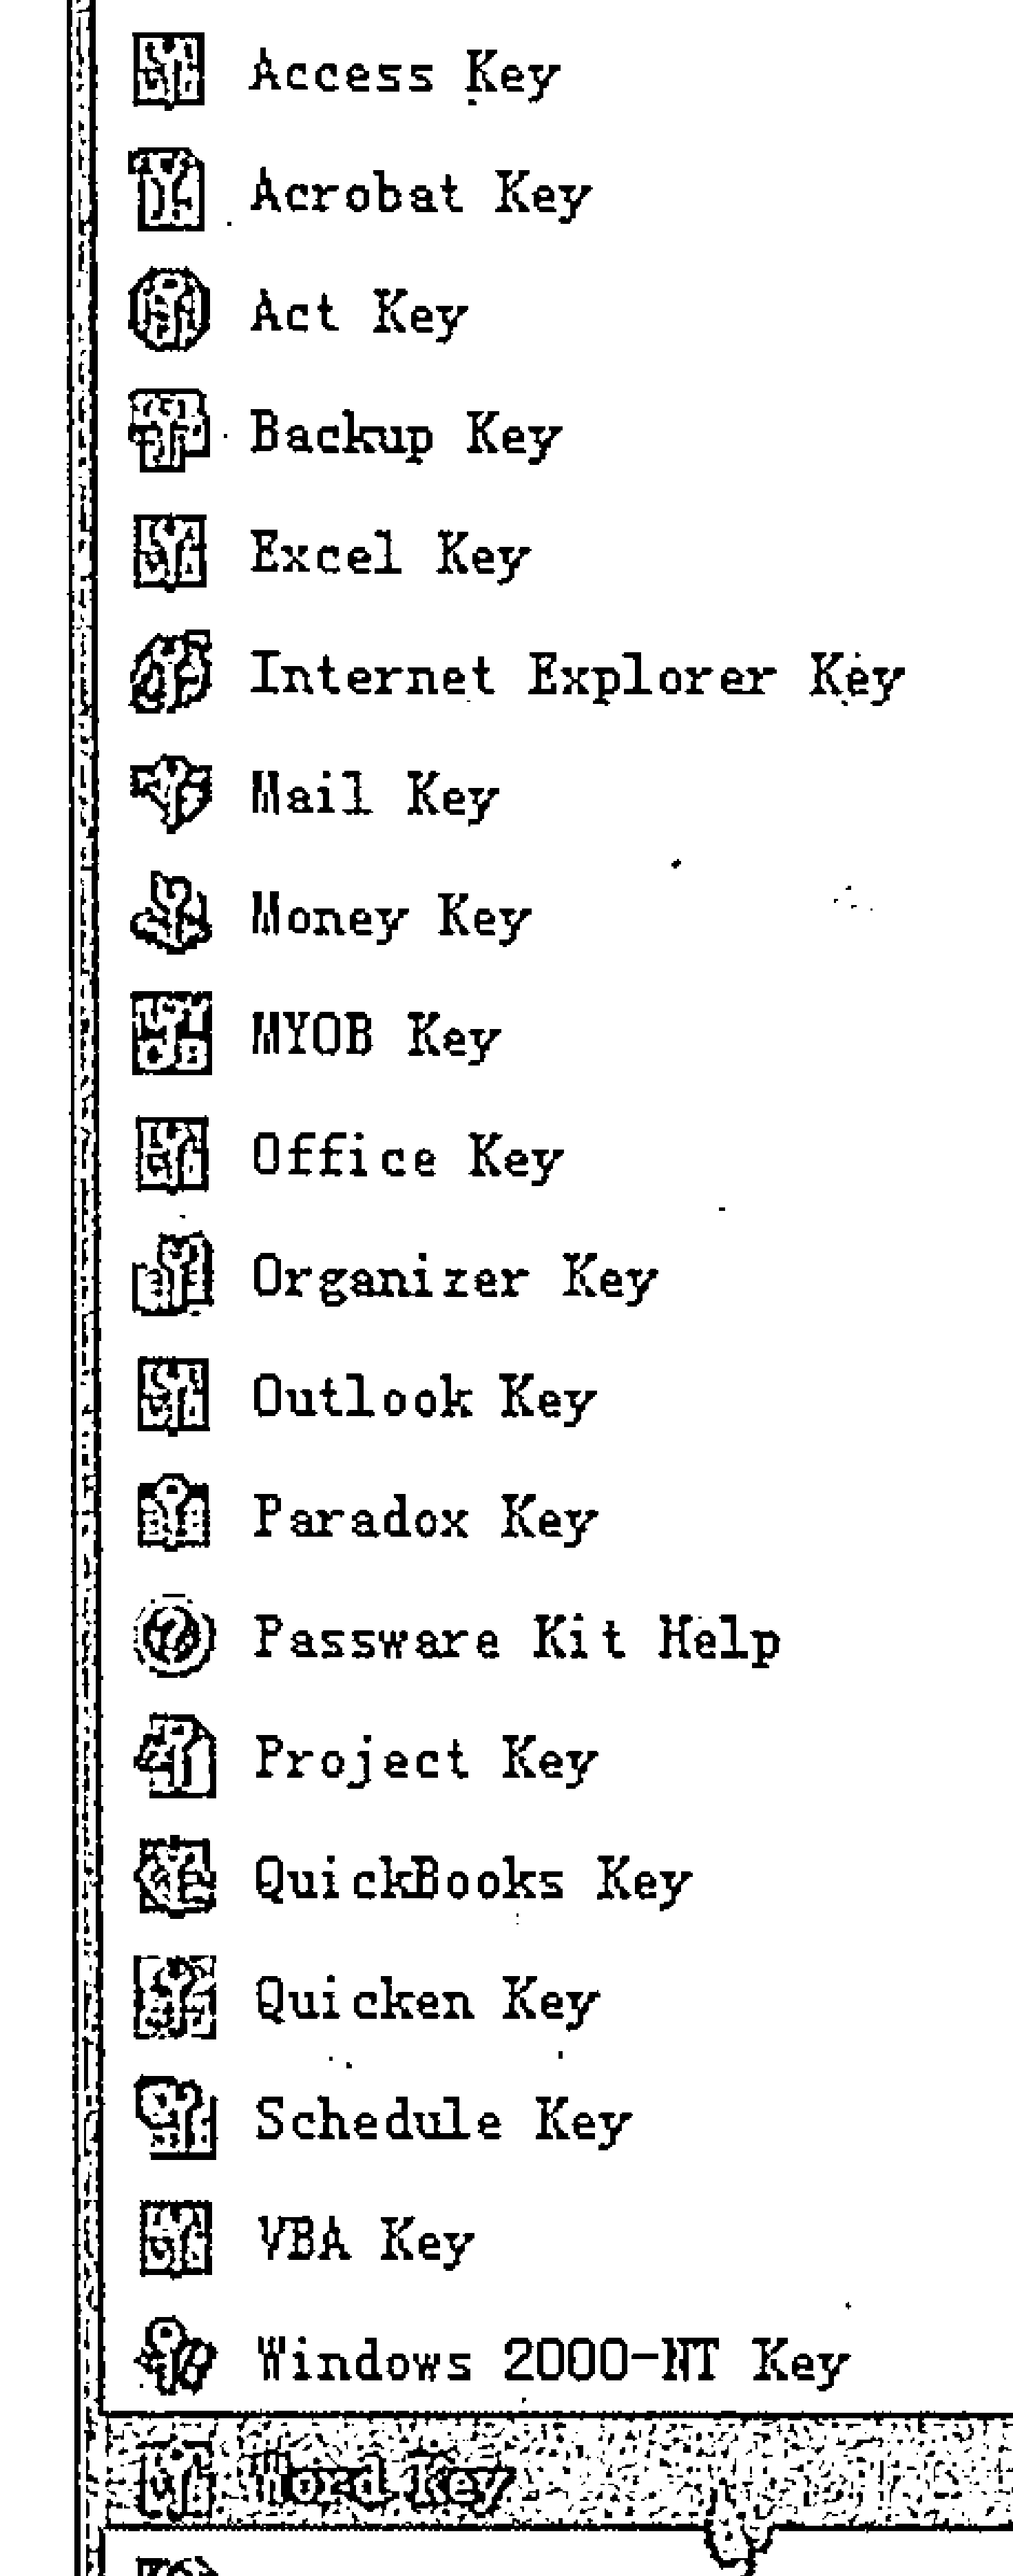 Access Key
Acrobat Key
Act Key
Backup Key
Excel Key
Internet Explorer Key
Mail Key
Money Key
MYOB Key
Office Key
Organizer Key
Outlook Key
Paradox Key
Passware Kit Help
Project Key
QuickBooks Key
Quicken Key
Schedule Key
VBA Key
Windows 2000-NT Key
Word Key